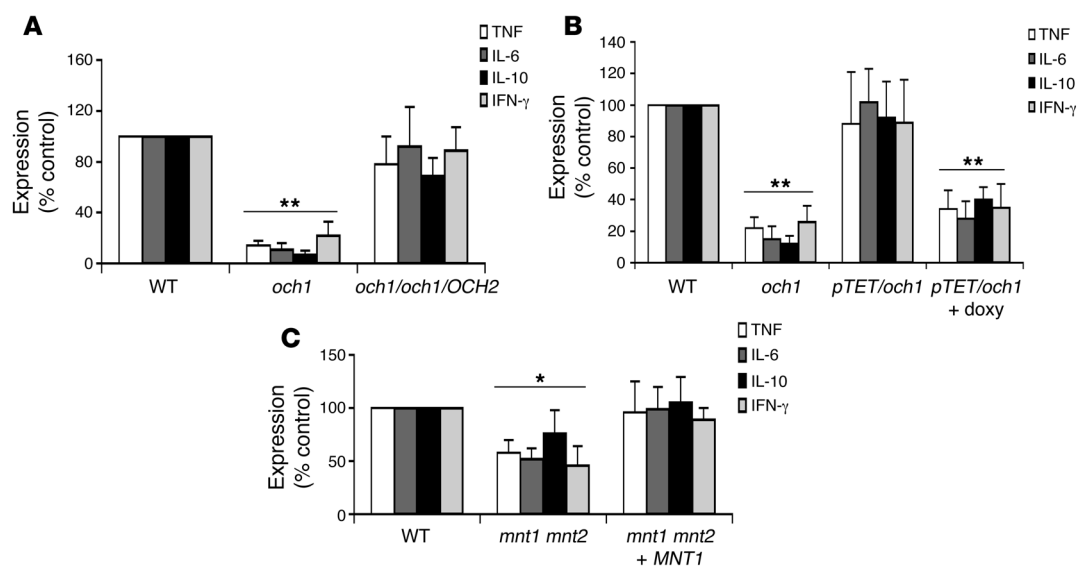 A
Expression
(% control)
160
120
80
40
0
TNF
IL-6
IL-10
IFN-γ
**
WT
och1
och1/och1/OCH2
B
Expression
(% control)
140
120
100
80
60
40
20
0
TNF
IL-6
IL-10
IFN-γ
**
**
WT
och1
pTET/och1
pTET/och1
+ doxy
C
Expression
(% control)
150
100
50
0
TNF
IL-6
IL-10
IFN-γ
*
WT
mnt1 mnt2
mnt1 mnt2
+ MNT1